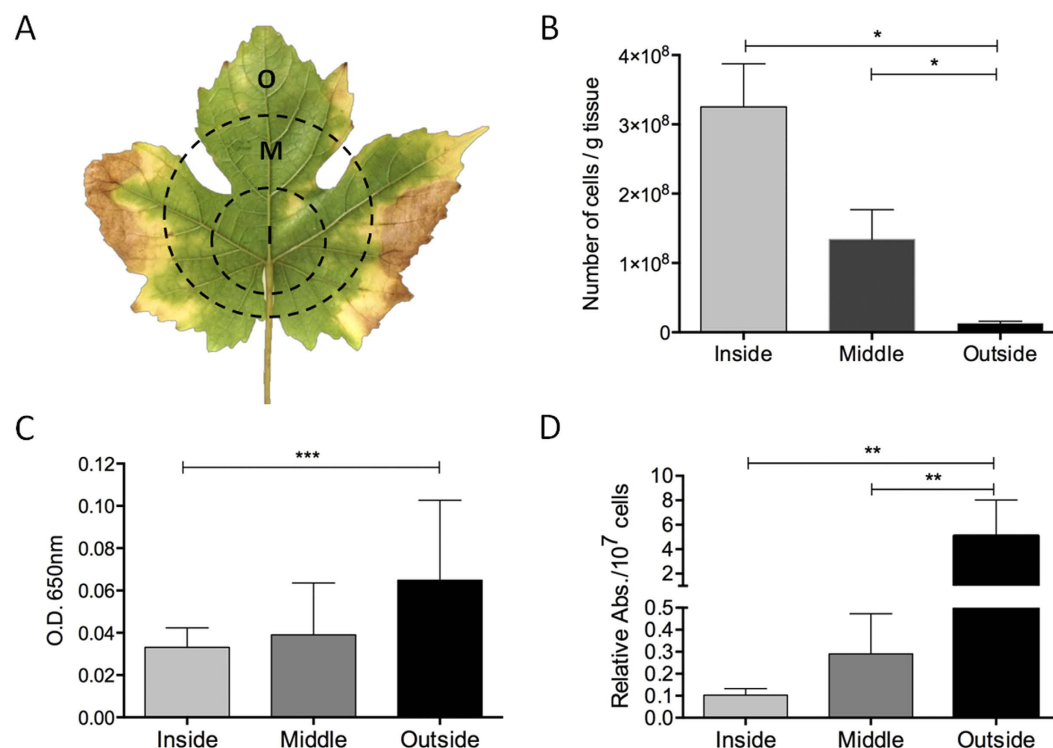 A
O
M
I
B
Number of cells / g tissue
4×10⁸
3×10⁸
2×10⁸
1×10⁸
0
*
*
Inside Middle Outside
C
O.D. 650nm
0.12
0.10
0.08
0.06
0.04
0.02
0.00
***
Inside Middle Outside
D
Relative Abs./10⁷ cells
10
8
6
4
2
0.5
0.4
0.3
0.2
0.1
0.0
**
**
Inside Middle Outside